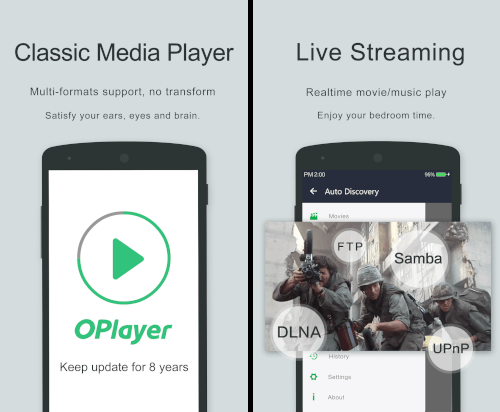 Classic Media Player
Multi-formats support, no transform
Satisfy your ears, eyes and brain.
OPlayer
Keep update for 8 years
Live Streaming
Realtime movie/music play
Enjoy your bedroom time.
PM 2:00 96%
Auto Discovery
Movies
FTP
Samba
DLNA
UPnP
History
Settings
About